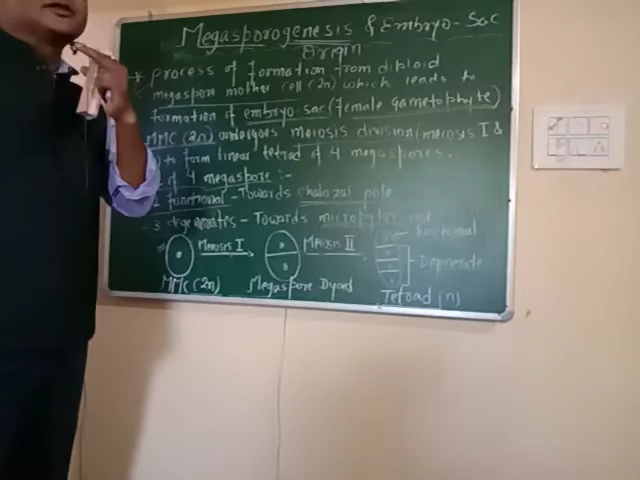 Megasporogenesis & Embryo-Sac
Origin
* Process of formation from diploid
megaspore mother cell (2n) which leads to
formation of embryo-sac (female gametophyte)
MMC (2n) undergoes meiosis division (meiosis I &
) to form linear tetrad of 4 megaspores.
of 4 megaspore :-
1 functional - Towards chalazal pole
- 3 degenerates - Towards micropylar end
MMC (2n)
Meiosis I
Megaspore Dyad
Meiosis II
functional
Degenerate
Tetrad (n)